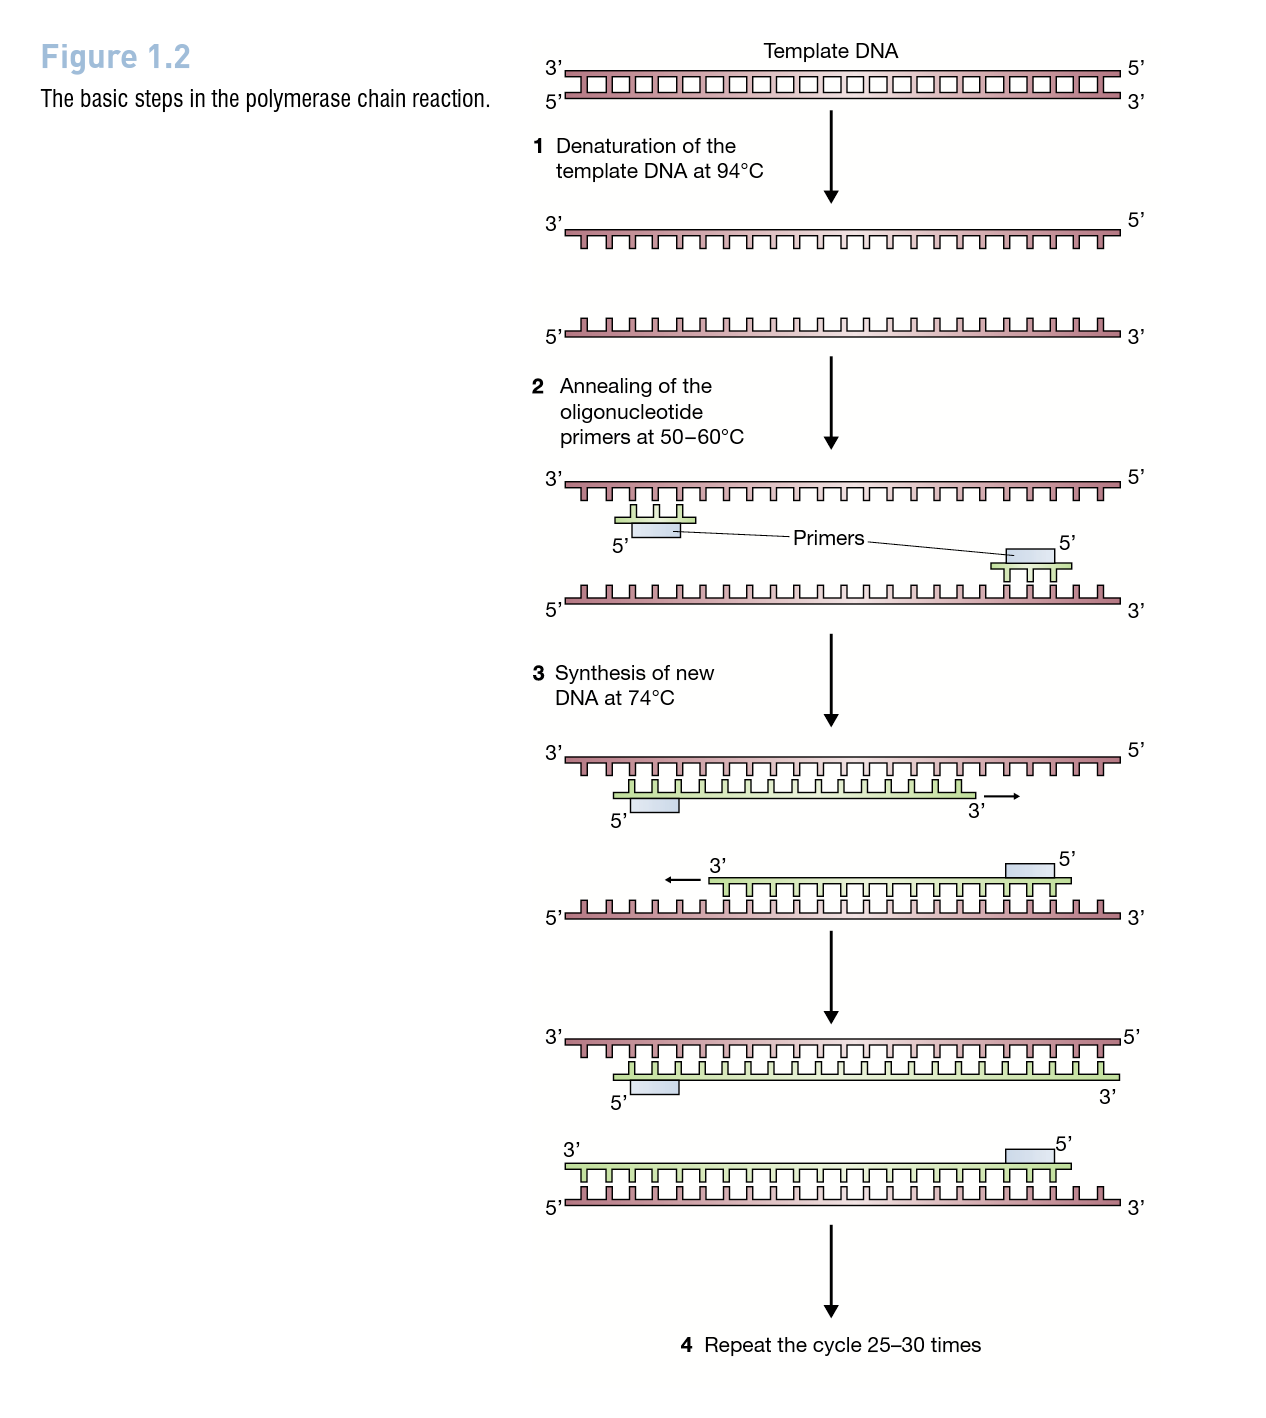 Figure 1.2
The basic steps in the polymerase chain reaction.
Template DNA
3’ 5’
5’ 3’
1 Denaturation of the
template DNA at 94°C
3’ 5’
5’ 3’
2 Annealing of the
oligonucleotide
primers at 50–60°C
3’ 5’
5’ Primers 5’
5’ 3’
3 Synthesis of new
DNA at 74°C
3’ 5’
5’ 3’
3’ 5’
5’ 3’
3’ 5’
5’ 3’
3’ 5’
5’ 3’
4 Repeat the cycle 25–30 times